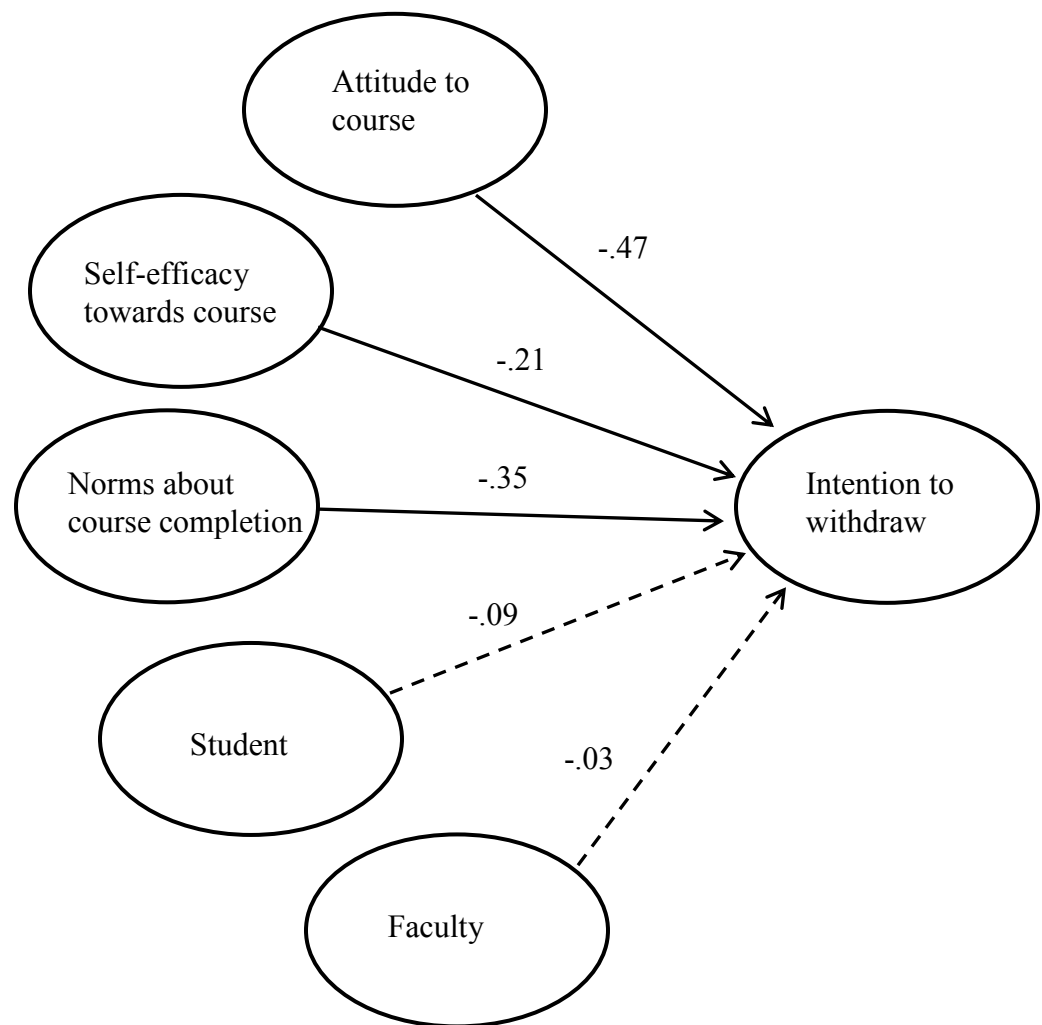 Attitude to
course
-.47
Self-efficacy
towards course
-.21
Norms about
course completion
-.35
Intention to
withdraw
-.09
Student
-.03
Faculty